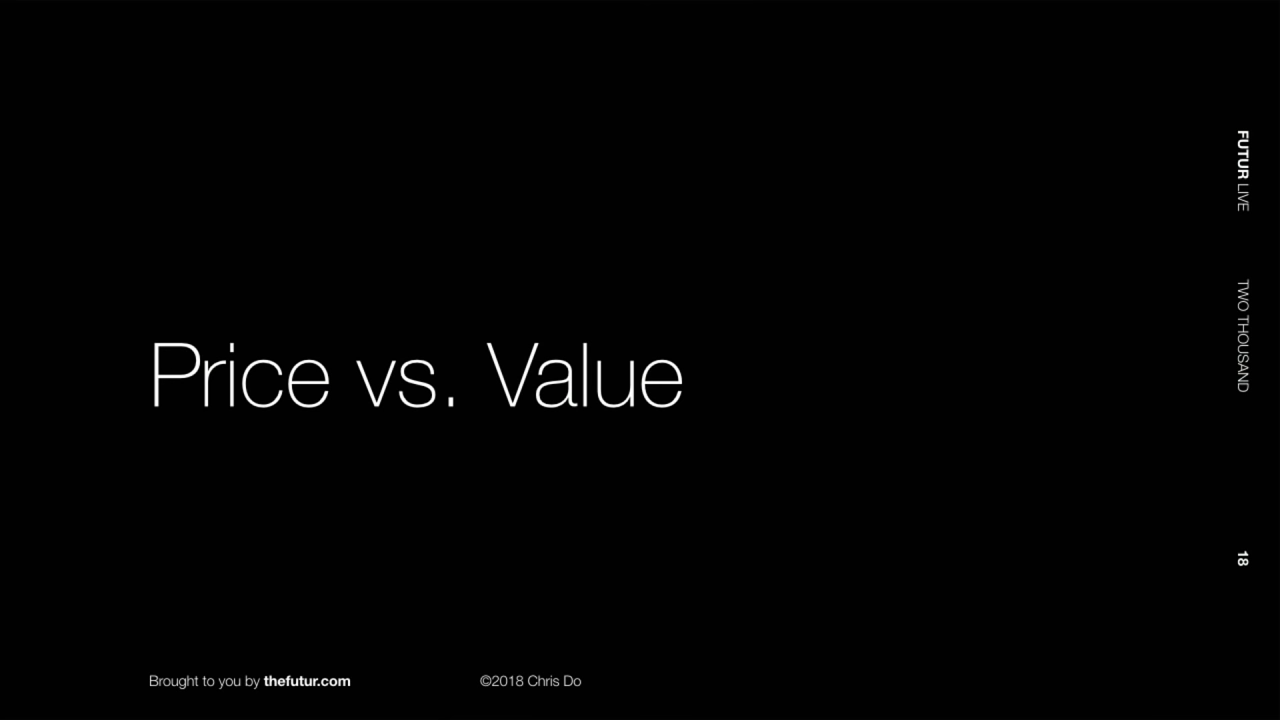 Price vs. Value
FUTUR LIVE
TWO THOUSAND
18
Brought to you by thefutur.com
©2018 Chris Do